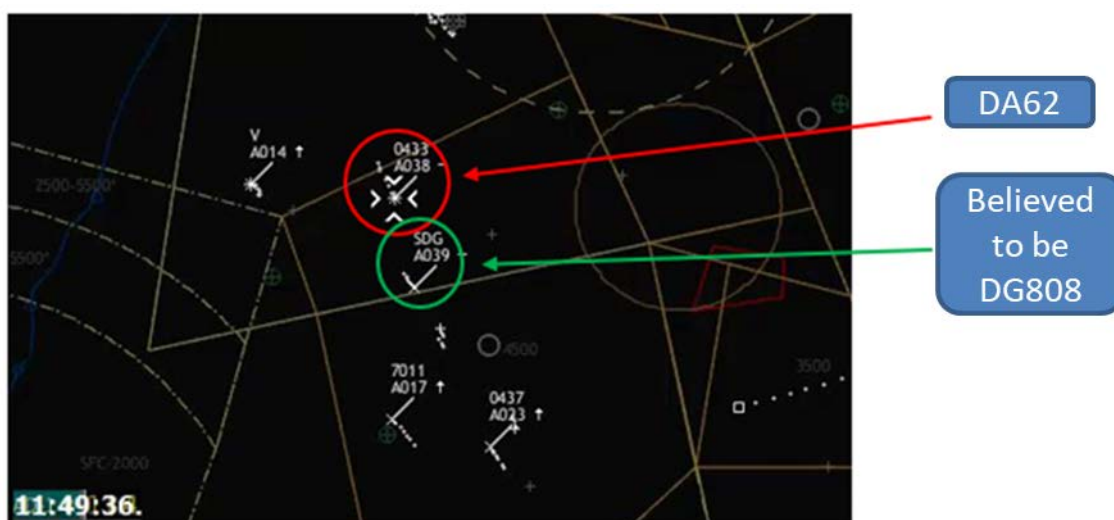 V
A014 ↑
0433
A038
DA62
2500-5500°
SDG
A039
Believed
to be
DG808
5500°
4500
7011
A017 ↑
0437
A023 ↑
3500
SFC-2000
11:49:36.